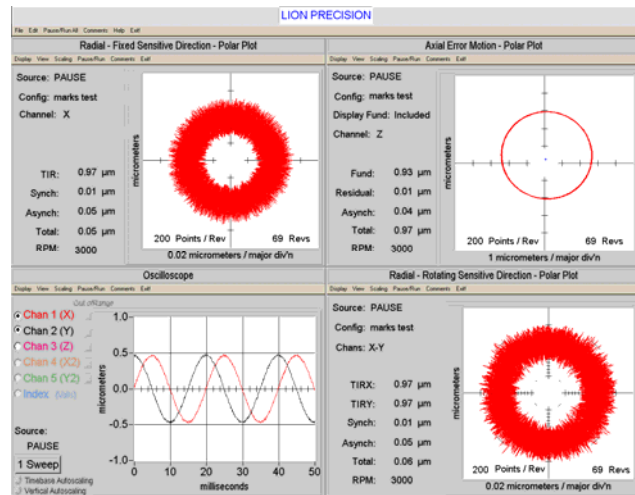 LION PRECISION
File Edit Pause/Run All Comments Help Exit
Radial - Fixed Sensitive Direction - Polar Plot
Display View Scaling Pause/Run Comments Exit
Source: PAUSE
Config: marks test
Channel: X
TIR: 0.97 µm
Synch: 0.01 µm
Asynch: 0.05 µm
Total: 0.05 µm
RPM: 3000
micrometers
200 Points / Rev 69 Revs
0.02 micrometers / major div'n
Axial Error Motion - Polar Plot
Display View Scaling Pause/Run Comments Exit
Source: PAUSE
Config: marks test
Display Fund: Included
Channel: Z
Fund: 0.93 µm
Residual: 0.01 µm
Asynch: 0.04 µm
Total: 0.97 µm
RPM: 3000
micrometers
200 Points / Rev 69 Revs
1 micrometers / major div'n
Oscilloscope
Display View Scaling Pause/Run Comments Exit
Out of Range
Chan 1 (X)
Chan 2 (Y)
Chan 3 (Z)
Chan 4 (X2)
Chan 5 (Y2)
Index (Volts)
Source:
PAUSE
1 Sweep
Timebase Autoscaling
Vertical Autoscaling
micrometers
1.0
0.5
0.0
-0.5
-1.0
0 10 20 30 40 50
milliseconds
Radial - Rotating Sensitive Direction - Polar Plot
Display View Scaling Pause/Run Comments Exit
Source: PAUSE
Config: marks test
Chans: X-Y
TIRX: 0.97 µm
TIRY: 0.97 µm
Synch: 0.01 µm
Asynch: 0.05 µm
Total: 0.06 µm
RPM: 3000
micrometers
200 Points / Rev 69 Revs
0.02 micrometers / major div'n